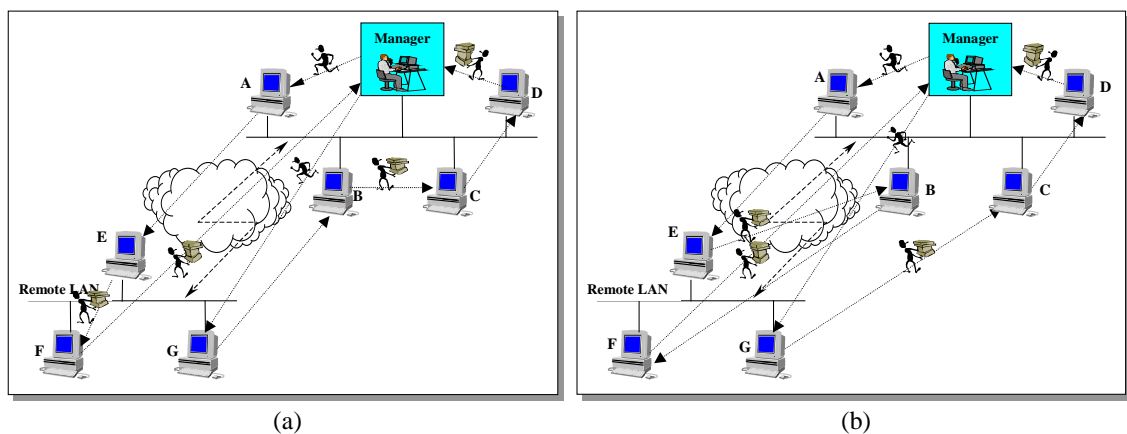 Manager
A
D
B
C
E
Remote LAN
F
G
(a)
Manager
A
D
B
C
E
Remote LAN
F
G
(b)